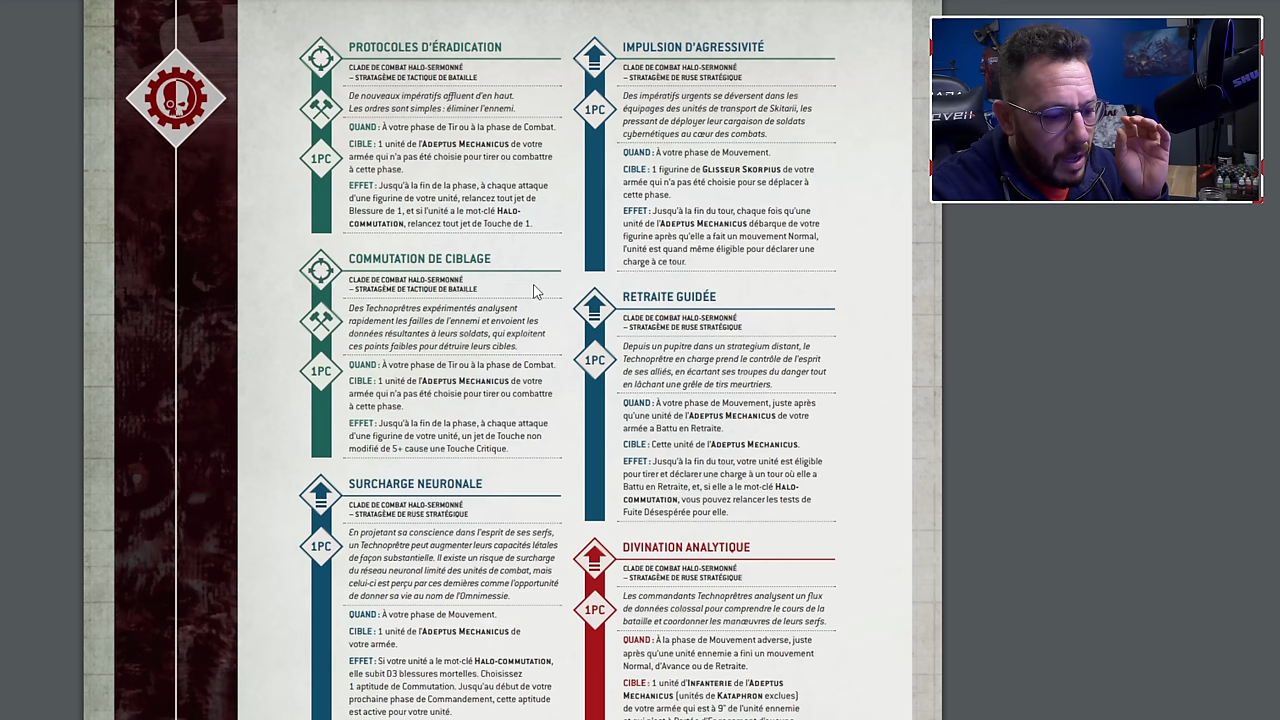 PROTOCOLES D'ÉRADICATION
CLADE DE COMBAT HALO-SERMONNÉ
– STRATAGÈME DE TACTIQUE DE BATAILLE
De nouveaux impératifs affluent d'en haut.
Les ordres sont simples : éliminer l'ennemi.
QUAND : À votre phase de Tir ou à la phase de Combat.
CIBLE : 1 unité de l'ADEPTUS MECHANICUS de votre
armée qui n'a pas été choisie pour tirer ou combattre
à cette phase.
1PC
EFFET : Jusqu'à la fin de la phase, à chaque attaque
d'une figurine de votre unité, relancez tout jet de
Blessure de 1, et si l'unité a le mot-clé HALO-
COMMUTATION, relancez tout jet de Touche de 1.
COMMUTATION DE CIBLAGE
CLADE DE COMBAT HALO-SERMONNÉ
– STRATAGÈME DE TACTIQUE DE BATAILLE
Des Technoprêtres expérimentés analysent
rapidement les failles de l'ennemi et envoient les
données résultantes à leurs soldats, qui exploitent
ces points faibles pour détruire leurs cibles.
QUAND : À votre phase de Tir ou à la phase de Combat.
1PC
CIBLE : 1 unité de l'ADEPTUS MECHANICUS de votre
armée qui n'a pas été choisie pour tirer ou combattre
à cette phase.
EFFET : Jusqu'à la fin de la phase, à chaque attaque
d'une figurine de votre unité, un jet de Touche non
modifié de 5+ cause une Touche Critique.
SURCHARGE NEURONALE
CLADE DE COMBAT HALO-SERMONNÉ
– STRATAGÈME DE RUSE STRATÉGIQUE
1PC
En projetant sa conscience dans l'esprit de ses serfs,
un Technoprêtre peut augmenter leurs capacités létales
de façon substantielle. Il existe un risque de surcharge
du réseau neuronal limité des unités de combat, mais
celui-ci est perçu par ces dernières comme l'opportunité
de donner sa vie au nom de l'Omnimessie.
QUAND : À votre phase de Mouvement.
CIBLE : 1 unité de l'ADEPTUS MECHANICUS de
votre armée.
EFFET : Si votre unité a le mot-clé HALO-COMMUTATION,
elle subit D3 blessures mortelles. Choisissez
1 aptitude de Commutation. Jusqu'au début de votre
prochaine phase de Commandement, cette aptitude
est active pour votre unité.
IMPULSION D'AGRESSIVITÉ
CLADE DE COMBAT HALO-SERMONNÉ
– STRATAGÈME DE RUSE STRATÉGIQUE
1PC
Des impératifs urgents se déversent dans les
équipages des unités de transport de Skitarii, les
pressant de déployer leur cargaison de soldats
cybernétiques au cœur des combats.
QUAND : À votre phase de Mouvement.
CIBLE : 1 figurine de GLISSEUR SKORPIUS de votre
armée qui n'a pas été choisie pour se déplacer à
cette phase.
EFFET : Jusqu'à la fin du tour, chaque fois qu'une
unité de l'ADEPTUS MECHANICUS débarque de votre
figurine après qu'elle a fait un mouvement Normal,
l'unité est quand même éligible pour déclarer une
charge à ce tour.
RETRAITE GUIDÉE
CLADE DE COMBAT HALO-SERMONNÉ
– STRATAGÈME DE RUSE STRATÉGIQUE
1PC
Depuis un pupitre dans un strategium distant, le
Technoprêtre en charge prend le contrôle de l'esprit
de ses alliés, en écartant ses troupes du danger tout
en lâchant une grêle de tirs meurtriers.
QUAND : À votre phase de Mouvement, juste après
qu'une unité de l'ADEPTUS MECHANICUS de votre
armée a Battu en Retraite.
CIBLE : Cette unité de l'ADEPTUS MECHANICUS.
EFFET : Jusqu'à la fin du tour, votre unité est éligible
pour tirer et déclarer une charge à un tour où elle a
Battu en Retraite, et, si elle a le mot-clé HALO-
COMMUTATION, vous pouvez relancer les tests de
Fuite Désespérée pour elle.
DIVINATION ANALYTIQUE
CLADE DE COMBAT HALO-SERMONNÉ
– STRATAGÈME DE RUSE STRATÉGIQUE
1PC
Les commandants Technoprêtres analysent un flux
de données colossal pour comprendre le cours de la
bataille et coordonner les manœuvres de leurs serfs.
QUAND : À la phase de Mouvement adverse, juste
après qu'une unité ennemie a fini un mouvement
Normal, d'Avance ou de Retraite.
CIBLE : 1 unité d'INFANTERIE de l'ADEPTUS
MECHANICUS (unités de KATAPHRON exclues)
de votre armée qui est à 9" de l'unité ennemie